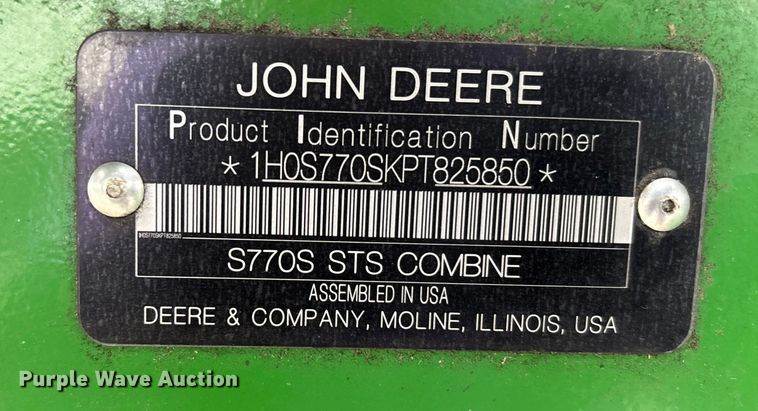 JOHN DEERE
Product Identification Number
*1H0S770SKPT825850*
1H0S770SKPT825850
S770S STS COMBINE
ASSEMBLED IN USA
DEERE & COMPANY, MOLINE, ILLINOIS, USA
Purple Wave Auction